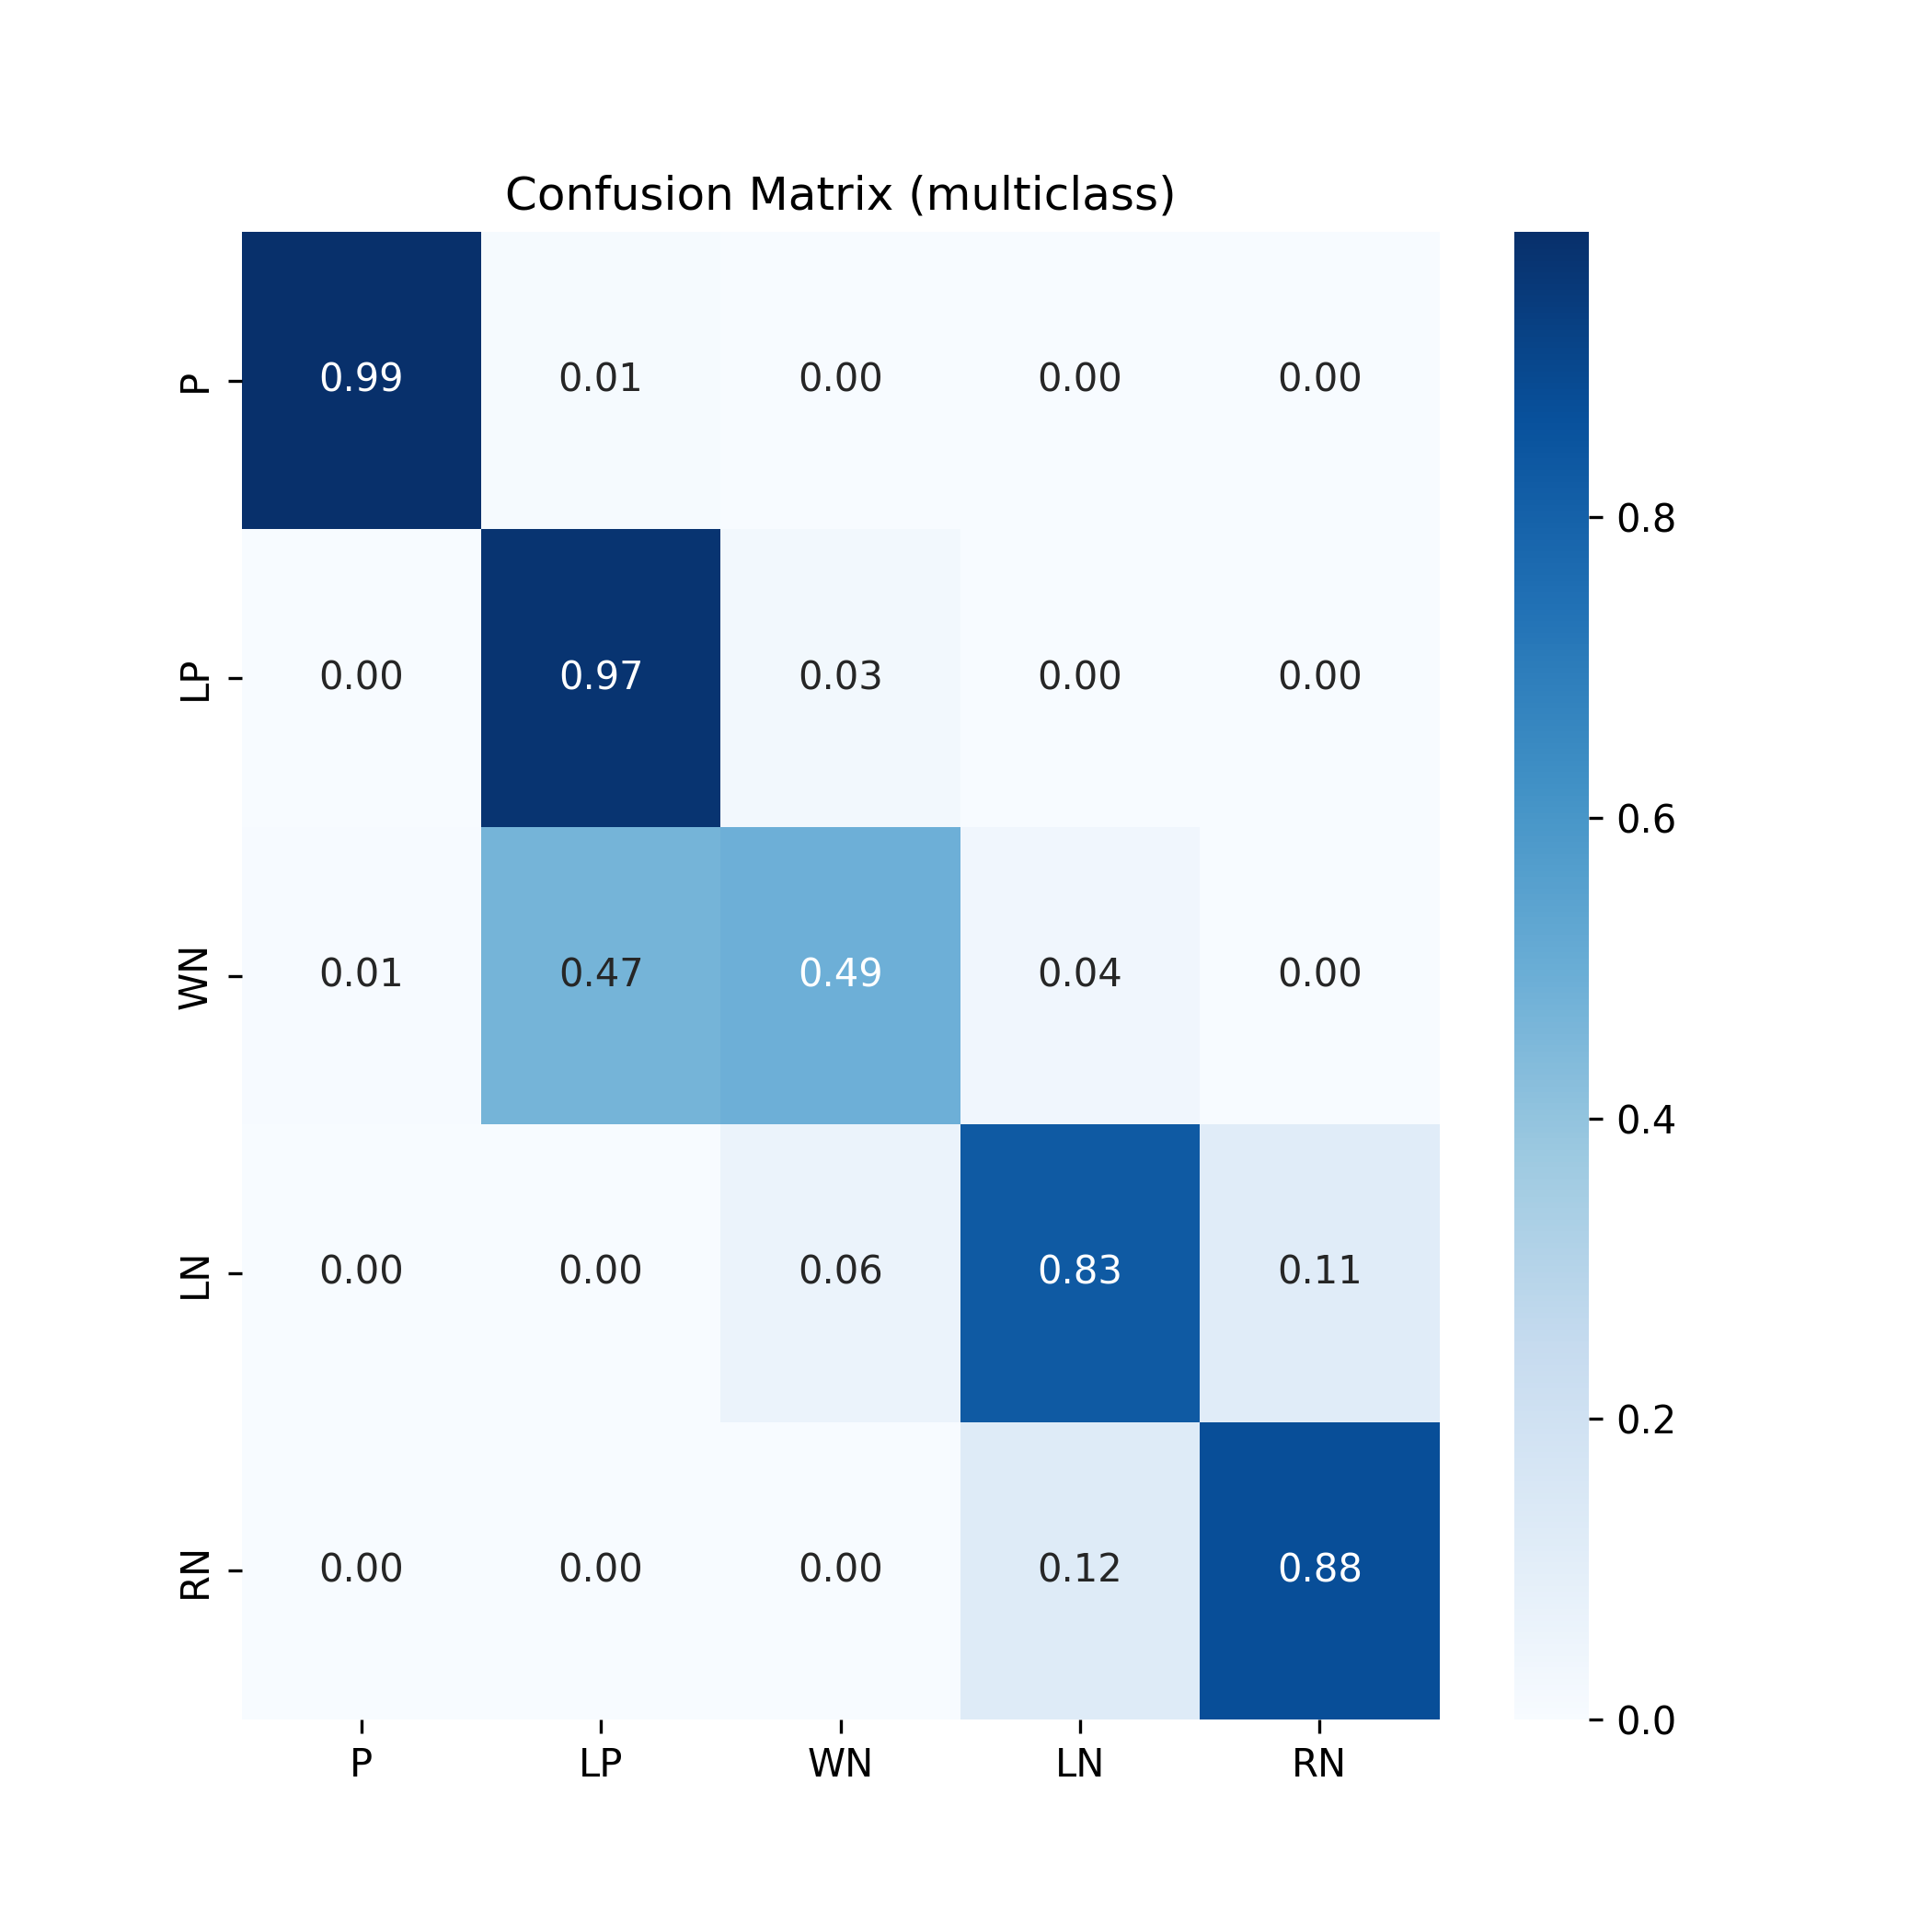 Confusion Matrix (multiclass)
P 0.99 0.01 0.00 0.00 0.00
LP 0.00 0.97 0.03 0.00 0.00
WN 0.01 0.47 0.49 0.04 0.00
LN 0.00 0.00 0.06 0.83 0.11
RN 0.00 0.00 0.00 0.12 0.88
P LP WN LN RN
0.8
0.6
0.4
0.2
0.0